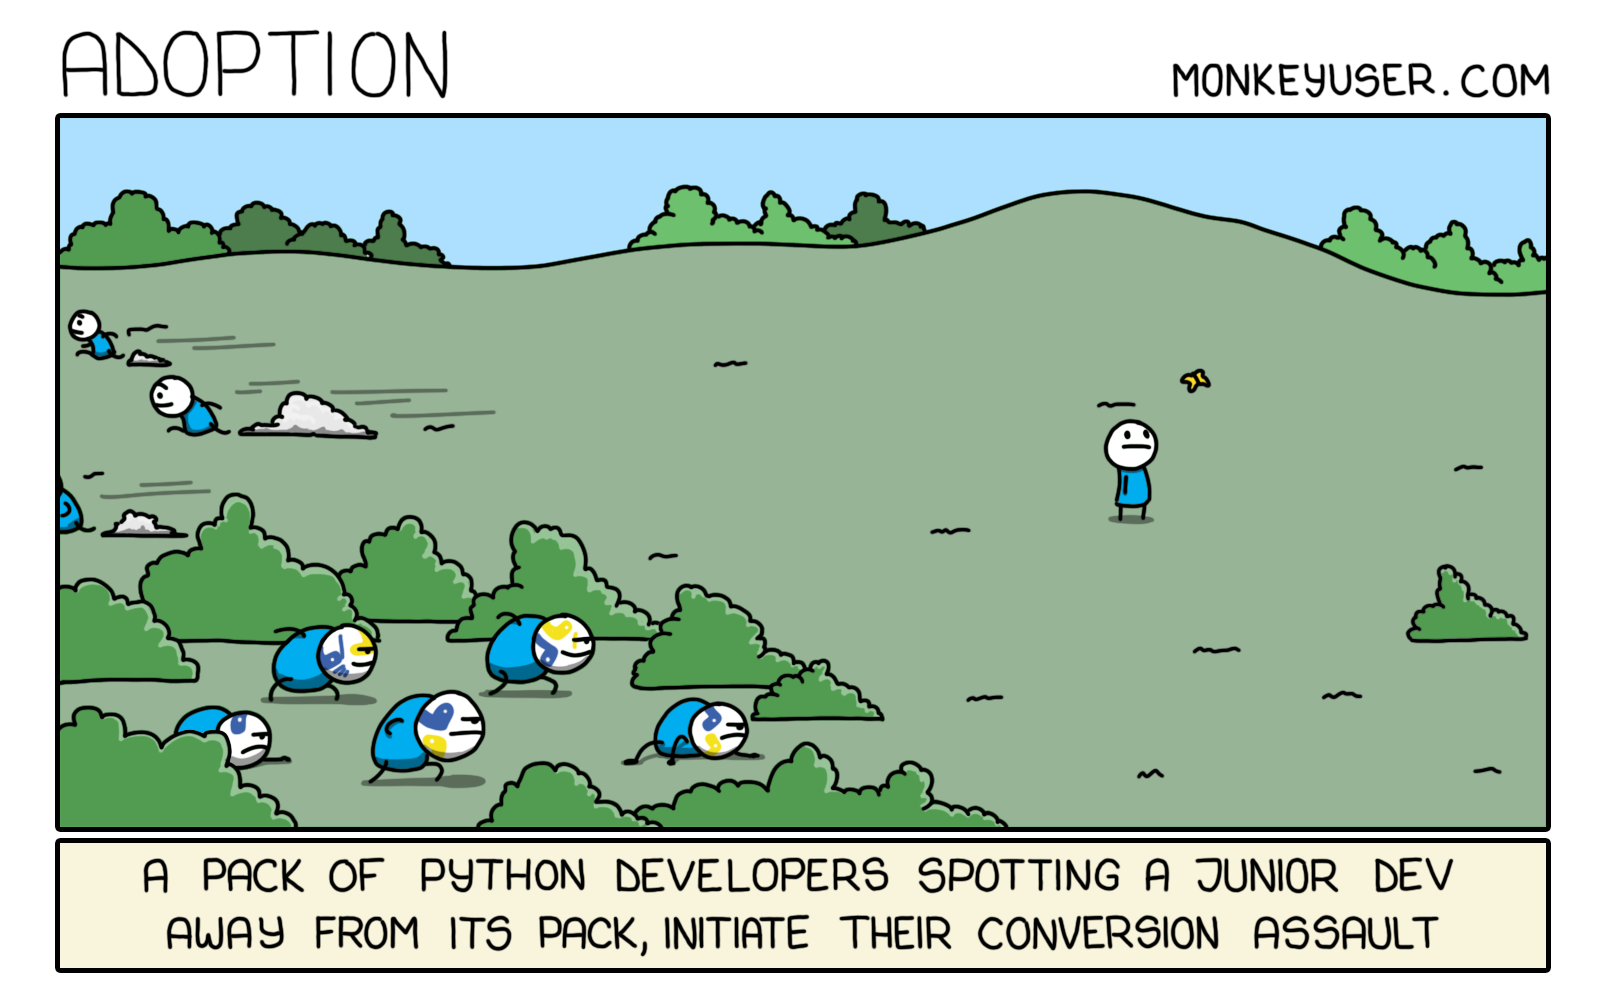 ADOPTION
MONKEYUSER.COM
A PACK OF PYTHON DEVELOPERS SPOTTING A JUNIOR DEV
AWAY FROM ITS PACK, INITIATE THEIR CONVERSION ASSAULT